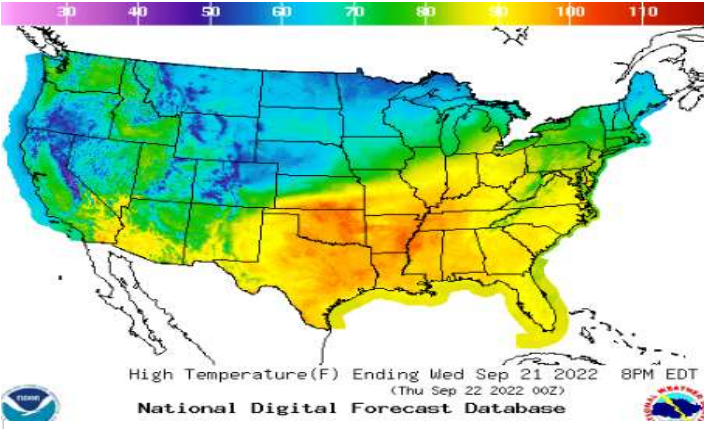 30 40 50 60 70 80 90 100 110
High Temperature(F) Ending Wed Sep 21 2022 8PM EDT
(Thu Sep 22 2022 00Z)
National Digital Forecast Database
noaa